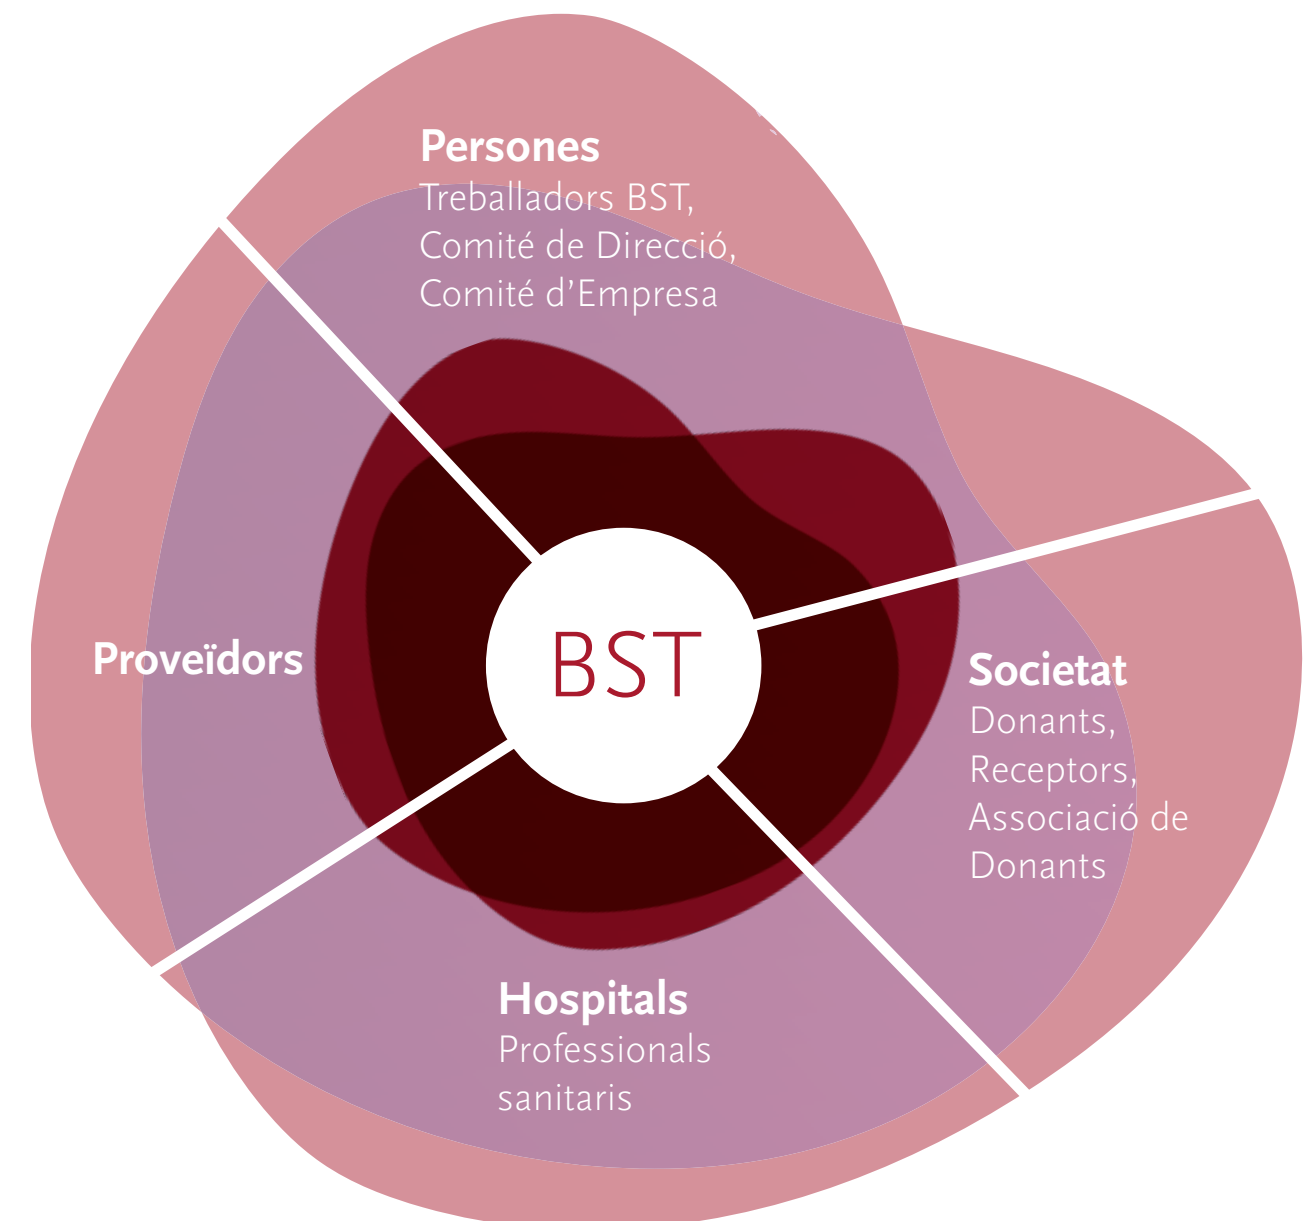 Persones
Treballadors BST,
Comité de Direcció,
Comité d’Empresa
BST
Proveïdors
Societat
Donants,
Receptors,
Associació de
Donants
Hospitals
Professionals
sanitaris